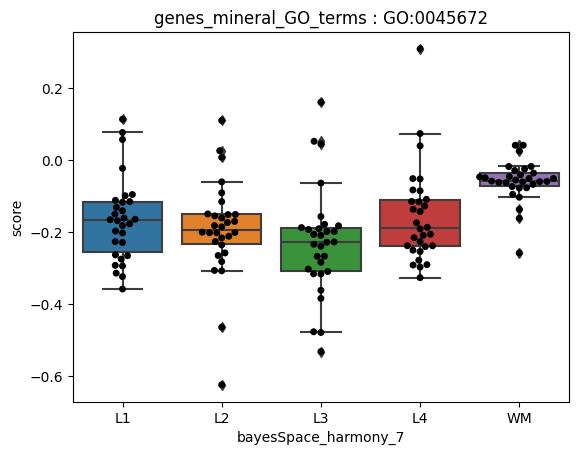 genes_mineral_GO_terms : GO:0045672
score
0.2
0.0
−0.2
−0.4
−0.6
L1 L2 L3 L4 WM
bayesSpace_harmony_7